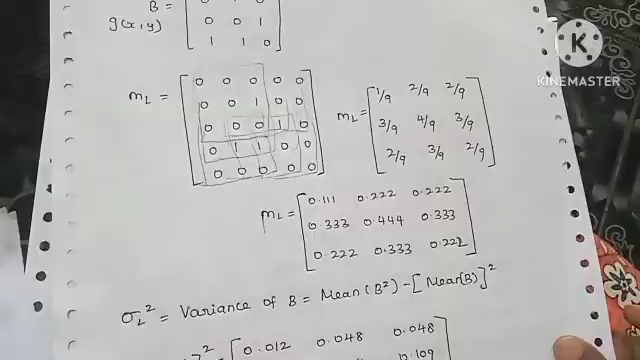 B =
g(x,y)
0 0 1
1 1 0
KINEMASTER
m_L = [ 0 0 0 0 0
0 0 1 0 0
0 0 0 1 0
0 1 1 0 0
0 0 0 0 0 ]
m_L = [ 1/9 2/9 2/9
3/9 4/9 3/9
2/9 3/9 2/9 ]
m_L = [ 0.111 0.222 0.222
0.333 0.444 0.333
0.222 0.333 0.222 ]
σ_L² = Variance of B = Mean(B²) - [Mean(B)]²
0.012 0.048 0.048
0.109